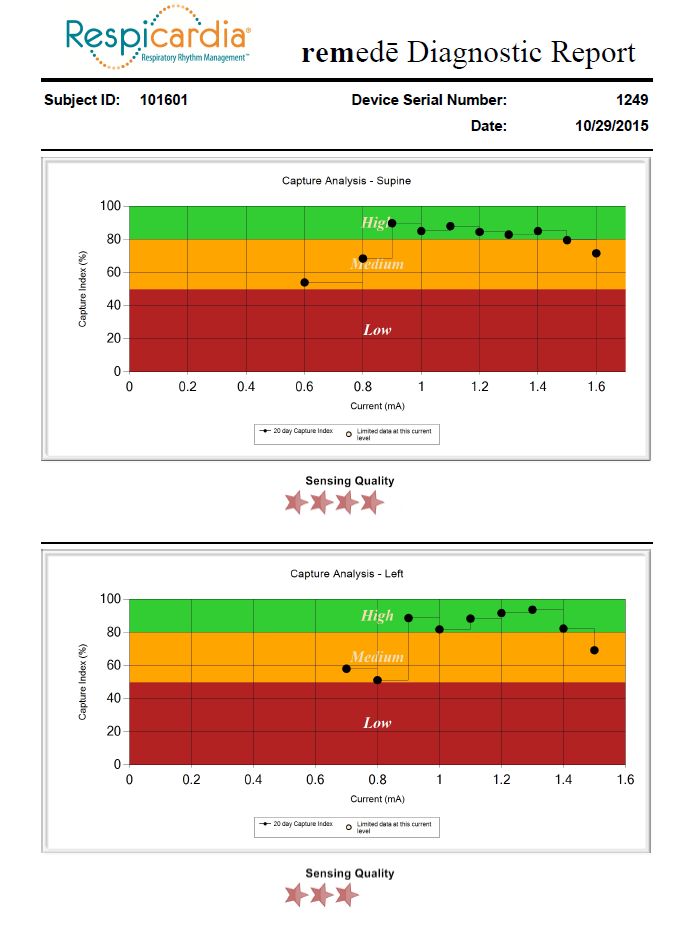 Respicardia®
Respiratory Rhythm Management™
remedē Diagnostic Report
Subject ID: 101601 Device Serial Number: 1249
Date: 10/29/2015
Capture Analysis - Supine
100
80
60
40
20
0
Capture Index (%)
High
Medium
Low
0 0.2 0.4 0.6 0.8 1 1.2 1.4 1.6
Current (mA)
20 day Capture Index Limited data at this current
level
Sensing Quality
Capture Analysis - Left
100
80
60
40
20
0
Capture Index (%)
High
Medium
Low
0 0.2 0.4 0.6 0.8 1 1.2 1.4 1.6
Current (mA)
20 day Capture Index Limited data at this current
level
Sensing Quality